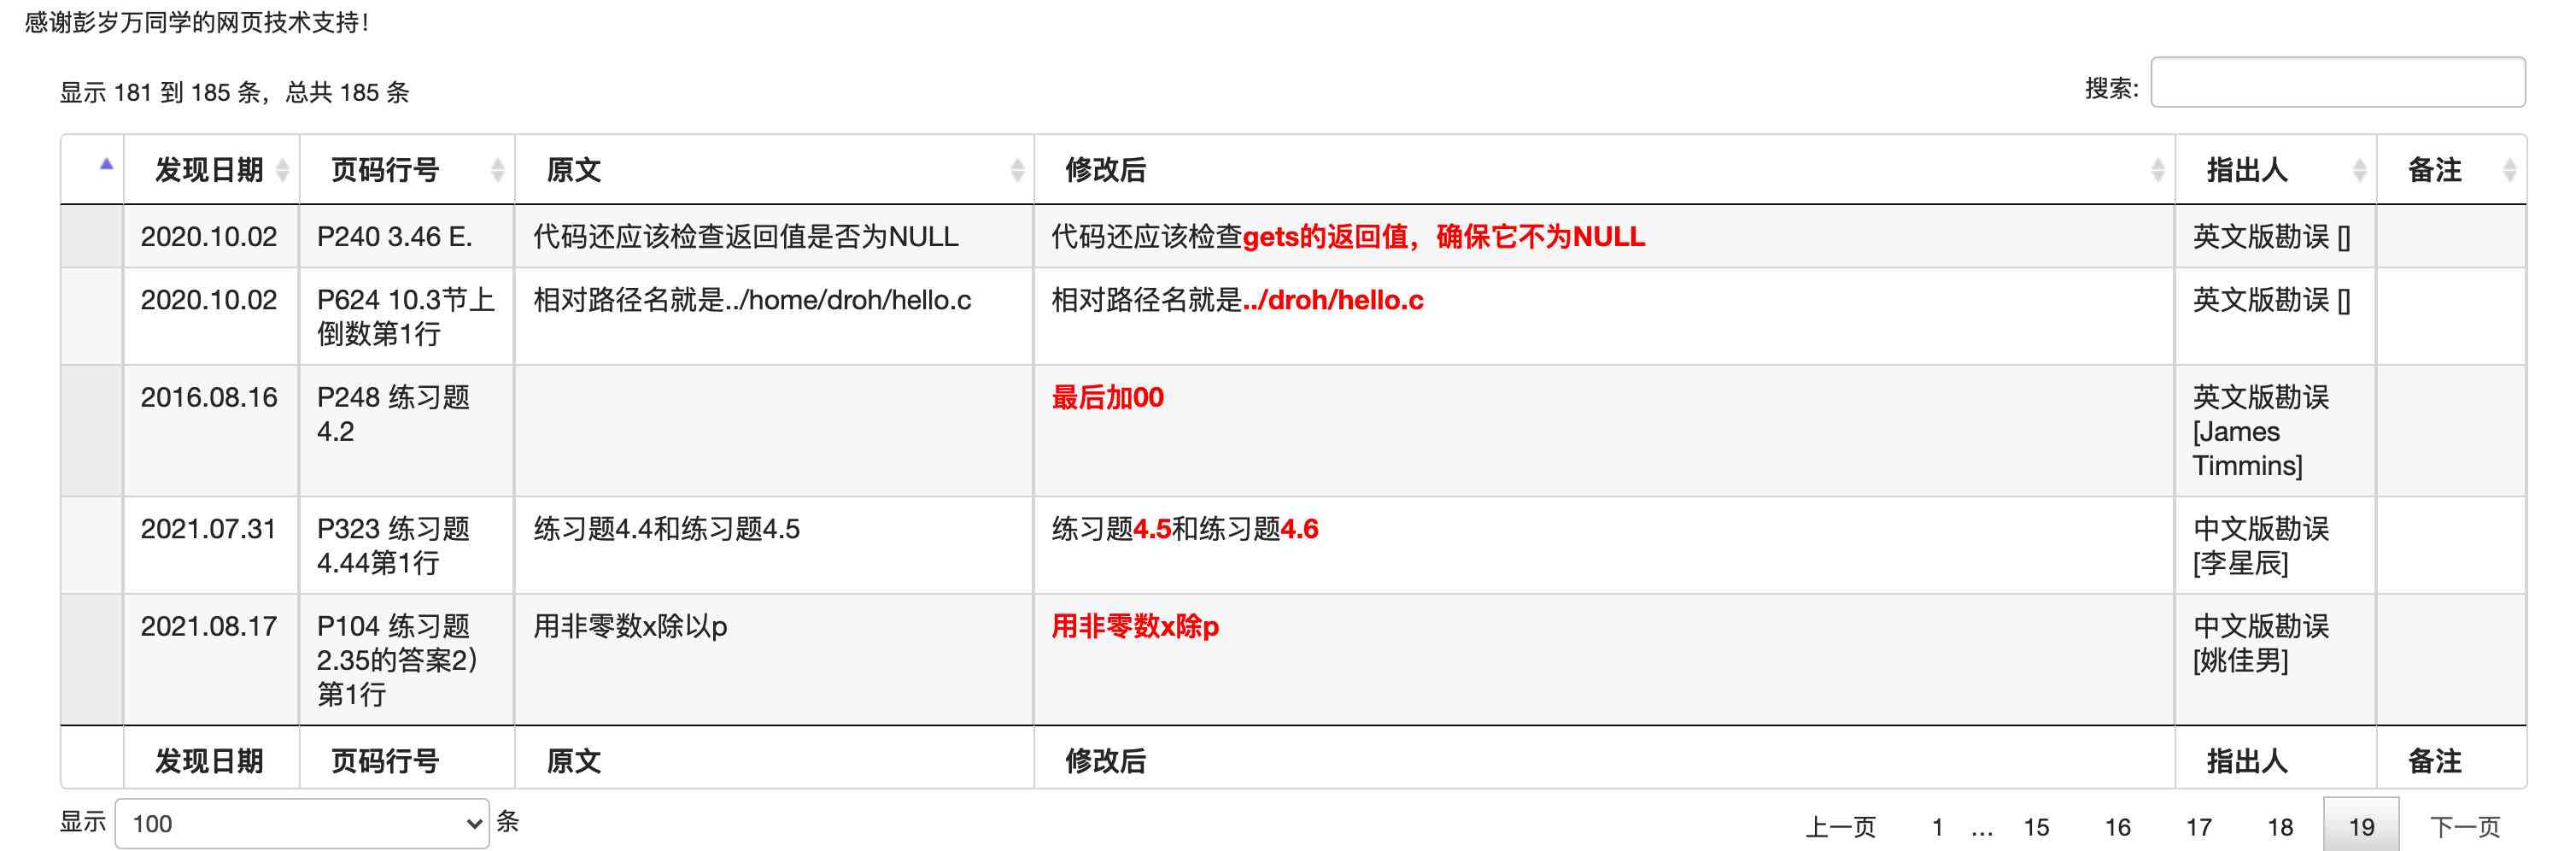 感谢彭岁万同学的网页技术支持！
显示 181 到 185 条，总共 185 条
搜索:
发现日期 页码行号 原文 修改后 指出人 备注
2020.10.02 P240 3.46 E. 代码还应该检查返回值是否为NULL 代码还应该检查gets的返回值，确保它不为NULL 英文版勘误 []
2020.10.02 P624 10.3节上 相对路径名就是../home/droh/hello.c 相对路径名就是../droh/hello.c 英文版勘误 []
倒数第1行
2016.08.16 P248 练习题 最后加00 英文版勘误
4.2 [James
Timmins]
2021.07.31 P323 练习题 练习题4.4和练习题4.5 练习题4.5和练习题4.6 中文版勘误
4.44第1行 [李星辰]
2021.08.17 P104 练习题 用非零数x除以p 用非零数x除p 中文版勘误
2.35的答案2） [姚佳男]
第1行
发现日期 页码行号 原文 修改后 指出人 备注
显示 100 条
上一页 1 … 15 16 17 18 19 下一页